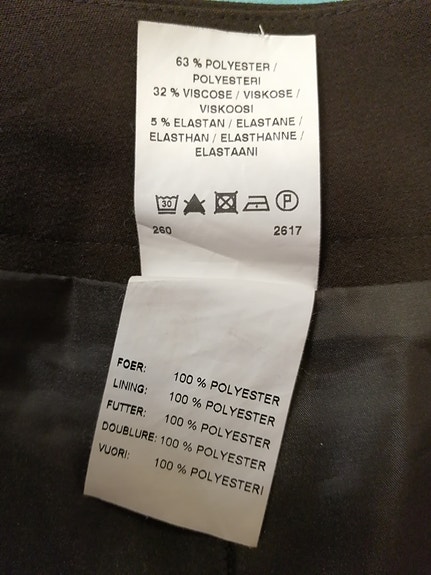 63 % POLYESTER /
POLYESTERI
32 % VISCOSE / VISKOSE /
VISKOOSI
5 % ELASTAN / ELASTANE /
ELASTHAN / ELASTHANNE /
ELASTAANI
30 P
260 2617
FOER: 100 % POLYESTER
LINING: 100 % POLYESTER
FUTTER: 100 % POLYESTER
DOUBLURE: 100 % POLYESTER
VUORI: 100 % POLYESTERI